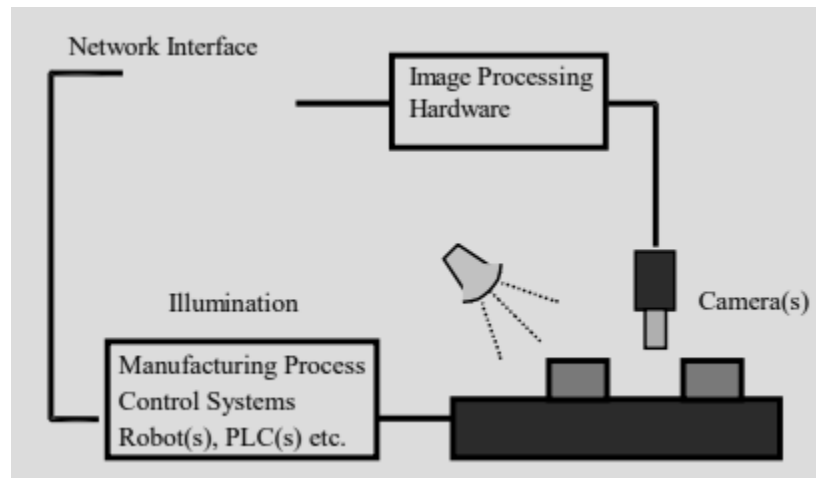 Network Interface
Image Processing
Hardware
Illumination
Camera(s)
Manufacturing Process
Control Systems
Robot(s), PLC(s) etc.